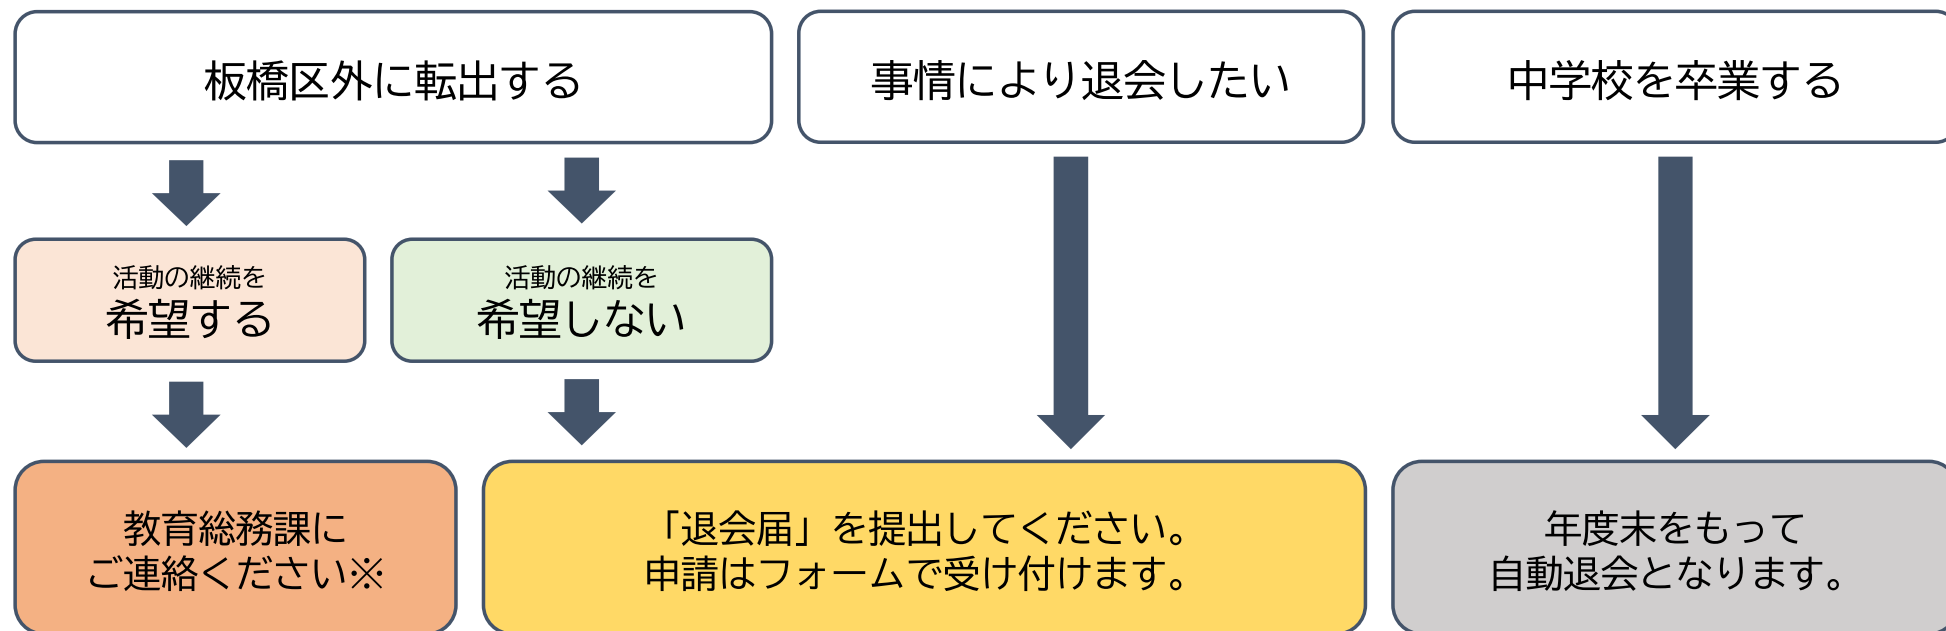 板橋区外に転出する
事情により退会したい
中学校を卒業する
活動の継続を
希望する
活動の継続を
希望しない
教育総務課に
ご連絡ください※
「退会届」を提出してください。
申請はフォームで受け付けます。
年度末をもって
自動退会となります。